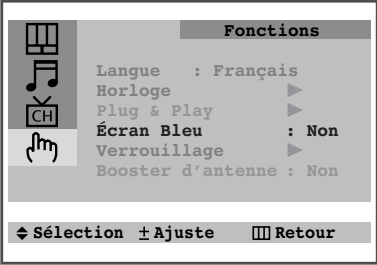 Fonctions
Langue : Français
Horloge
Plug & Play
Écran Bleu : Non
Verrouillage
Booster d'antenne : Non
CH
Sélection ± Ajuste Retour